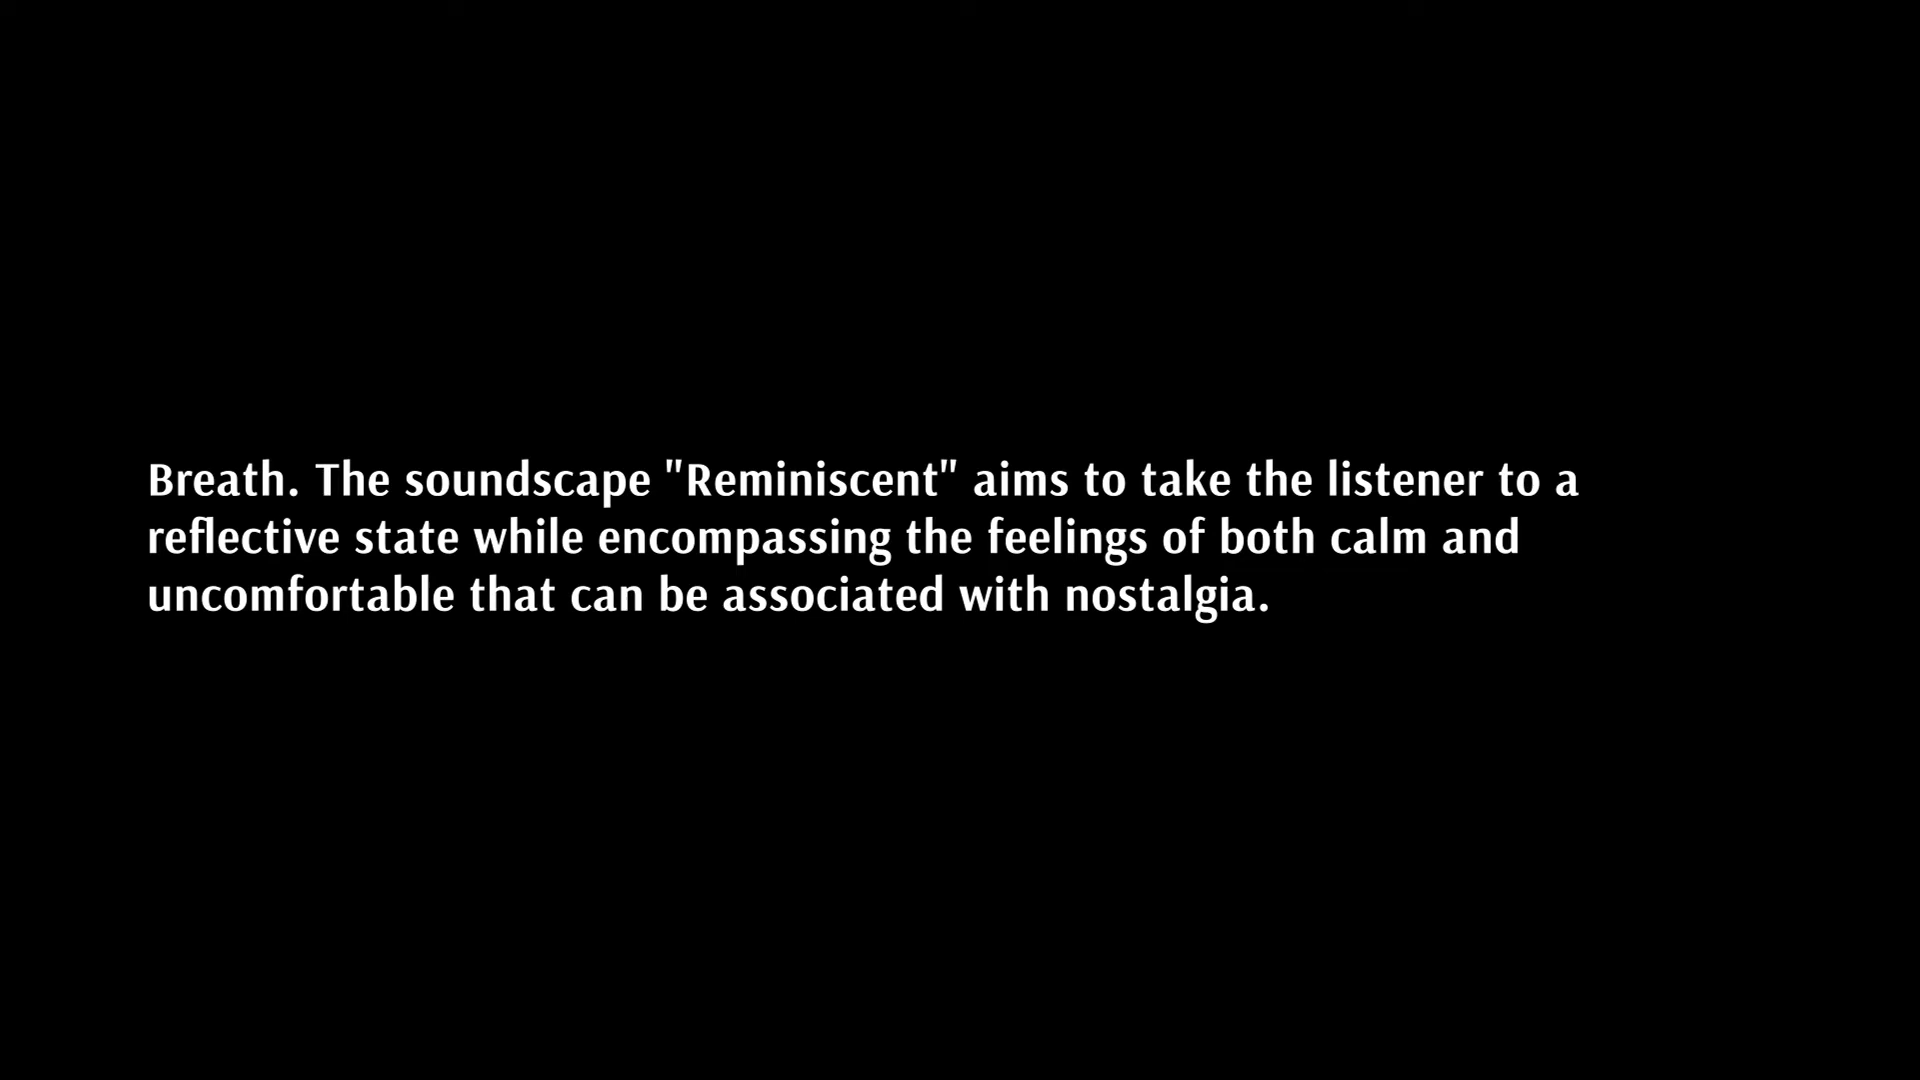 Breath. The soundscape "Reminiscent" aims to take the listener to a
reflective state while encompassing the feelings of both calm and
uncomfortable that can be associated with nostalgia.